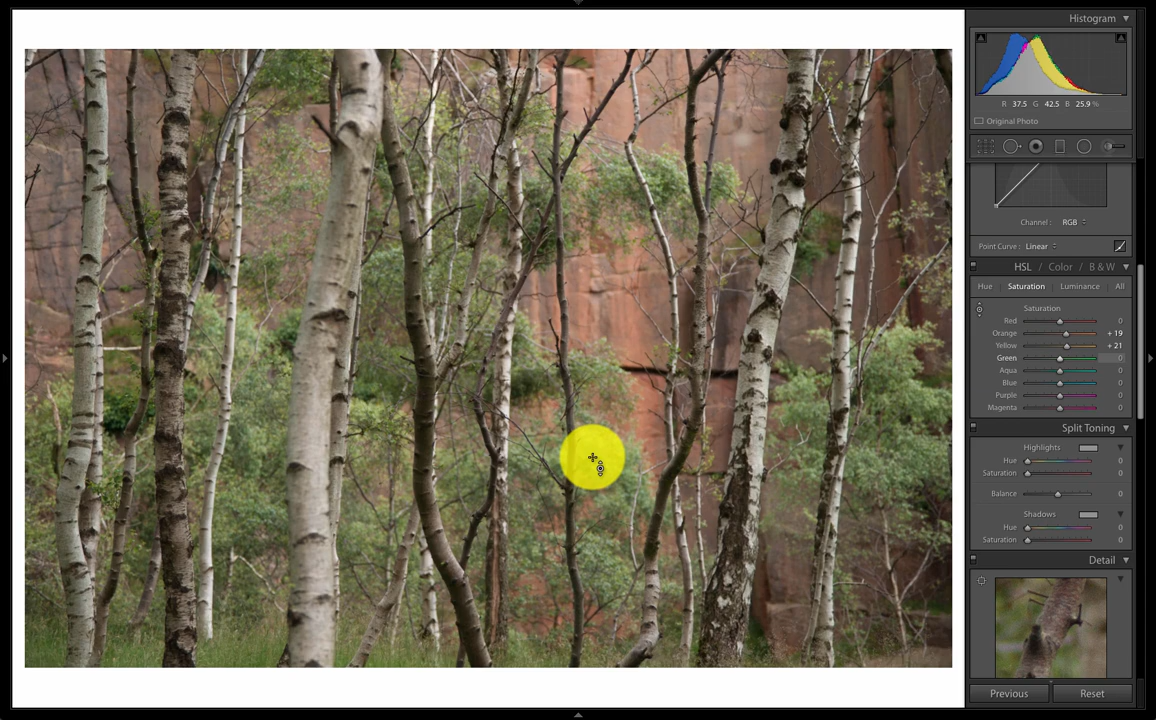 Histogram
R 37.5 G 42.5 B 25.9 %
Original Photo
Channel : RGB
Point Curve : Linear
HSL / Color / B & W
Hue Saturation Luminance All
Saturation
Red 0
Orange + 19
Yellow + 21
Green 0
Aqua 0
Blue 0
Purple 0
Magenta 0
Split Toning
Highlights
Hue 0
Saturation 0
Balance 0
Shadows
Hue 0
Saturation 0
Detail
Previous Reset